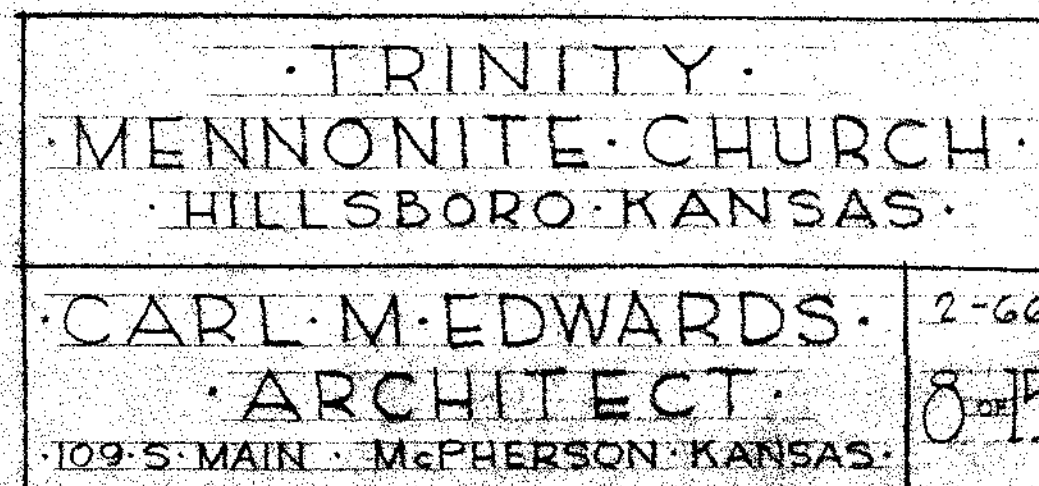 ·TRINITY·
·MENNONITE·CHURCH·
·HILLSBORO·KANSAS·
·CARL·M·EDWARDS·
·ARCHITECT·
·109·S·MAIN · McPHERSON·KANSAS·
2-66
8 OF